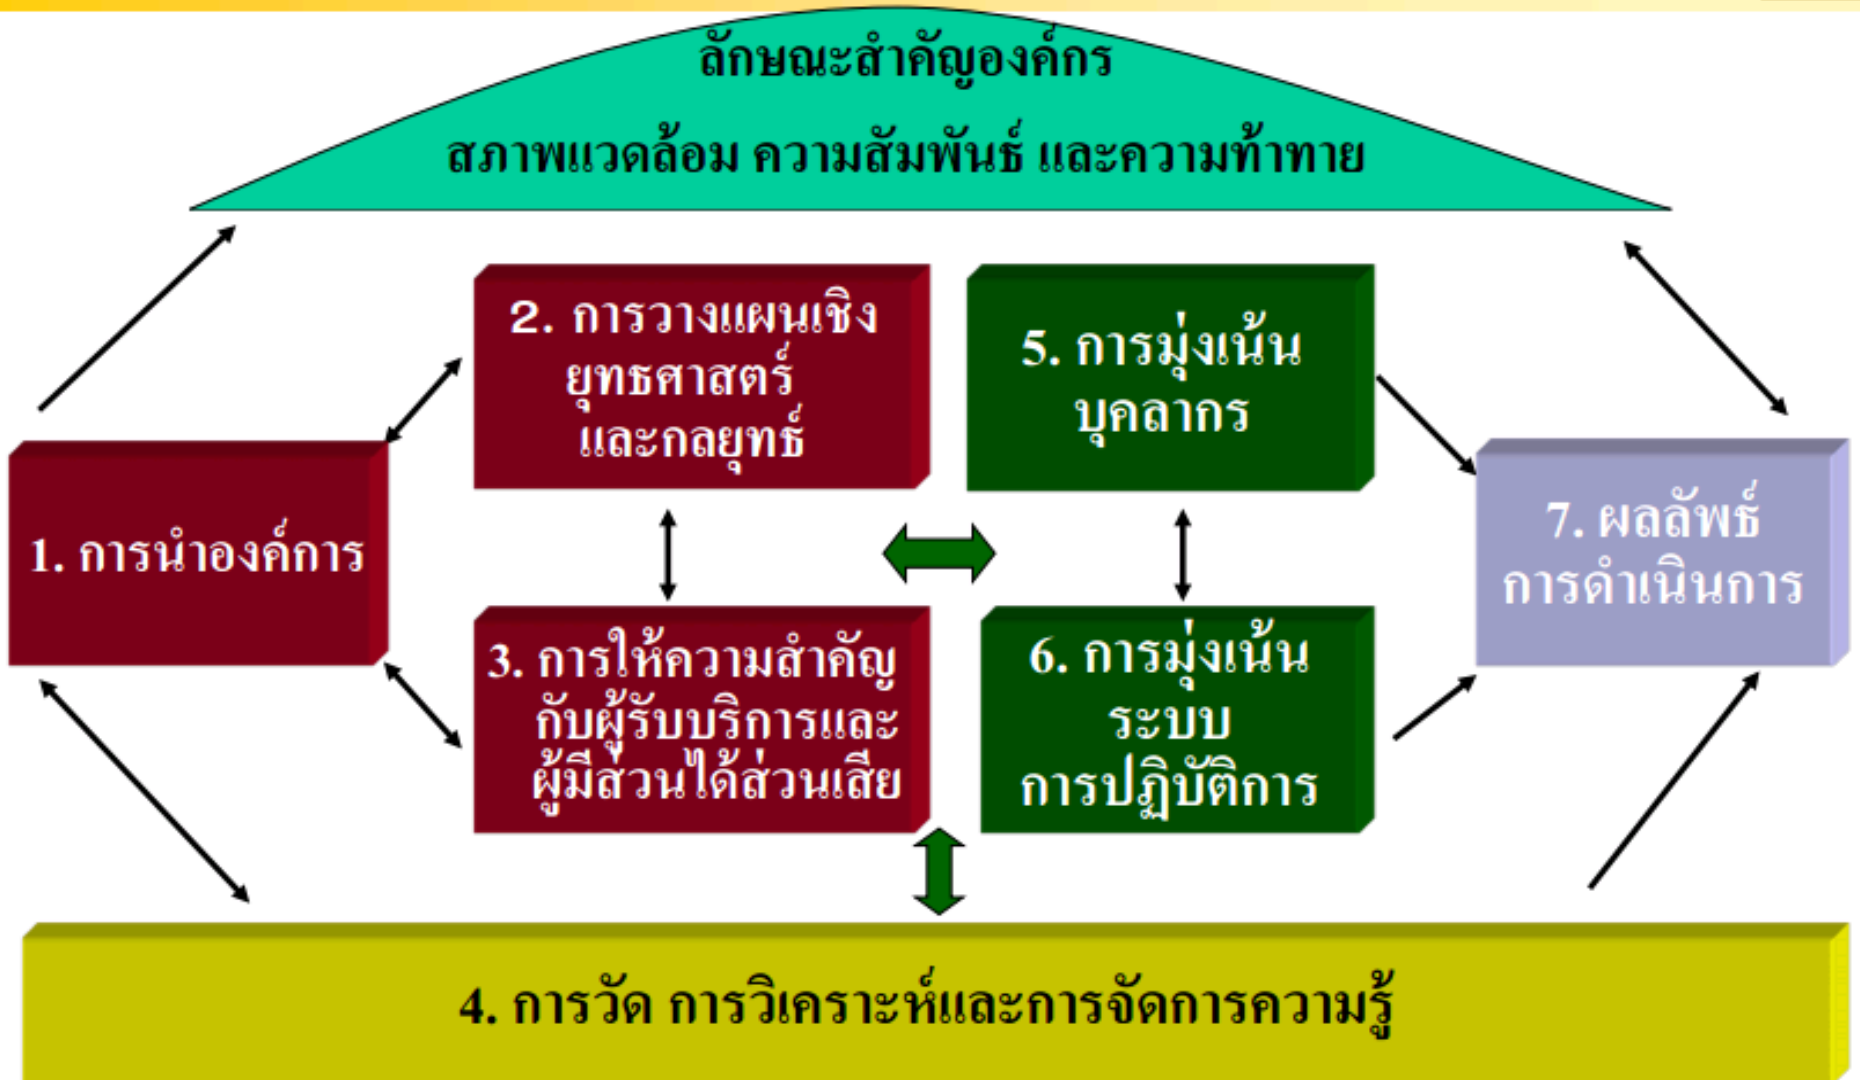 ลักษณะสำคัญองค์กร
สภาพแวดล้อม ความสัมพันธ์ และความท้าทาย
2. การวางแผนเชิง
ยุทธศาสตร์
และกลยุทธ์
5. การมุ่งเน้น
บุคลากร
1. การนำองค์การ
7. ผลลัพธ์
การดำเนินการ
3. การให้ความสำคัญ
กับผู้รับบริการและ
ผู้มีส่วนได้ส่วนเสีย
6. การมุ่งเน้น
ระบบ
การปฏิบัติการ
4. การวัด การวิเคราะห์และการจัดการความรู้